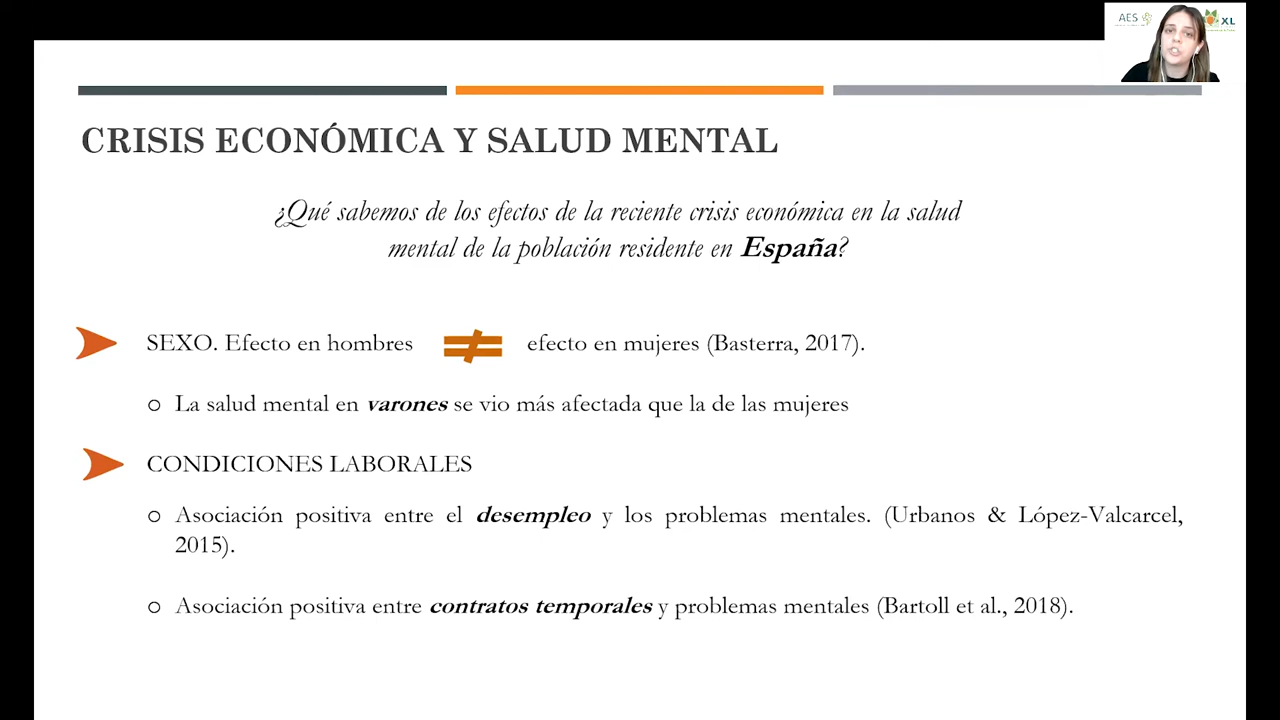 AES
XL
CRISIS ECONÓMICA Y SALUD MENTAL
¿Qué sabemos de los efectos de la reciente crisis económica en la salud
mental de la población residente en España?
SEXO. Efecto en hombres ≠ efecto en mujeres (Basterra, 2017).
La salud mental en varones se vio más afectada que la de las mujeres
CONDICIONES LABORALES
Asociación positiva entre el desempleo y los problemas mentales. (Urbanos & López-Valcarcel,
2015).
Asociación positiva entre contratos temporales y problemas mentales (Bartoll et al., 2018).